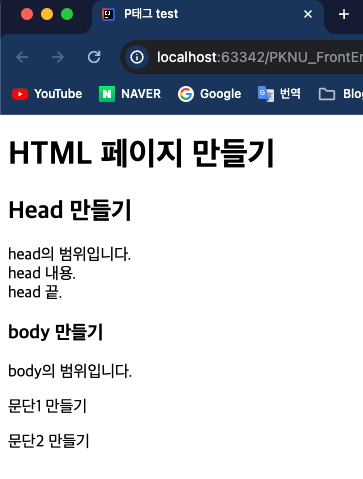 P태그 test
localhost:63342/PKNU_FrontEn
YouTube NAVER Google 번역 Blog
HTML 페이지 만들기
Head 만들기
head의 범위입니다.
head 내용.
head 끝.
body 만들기
body의 범위입니다.
문단1 만들기
문단2 만들기